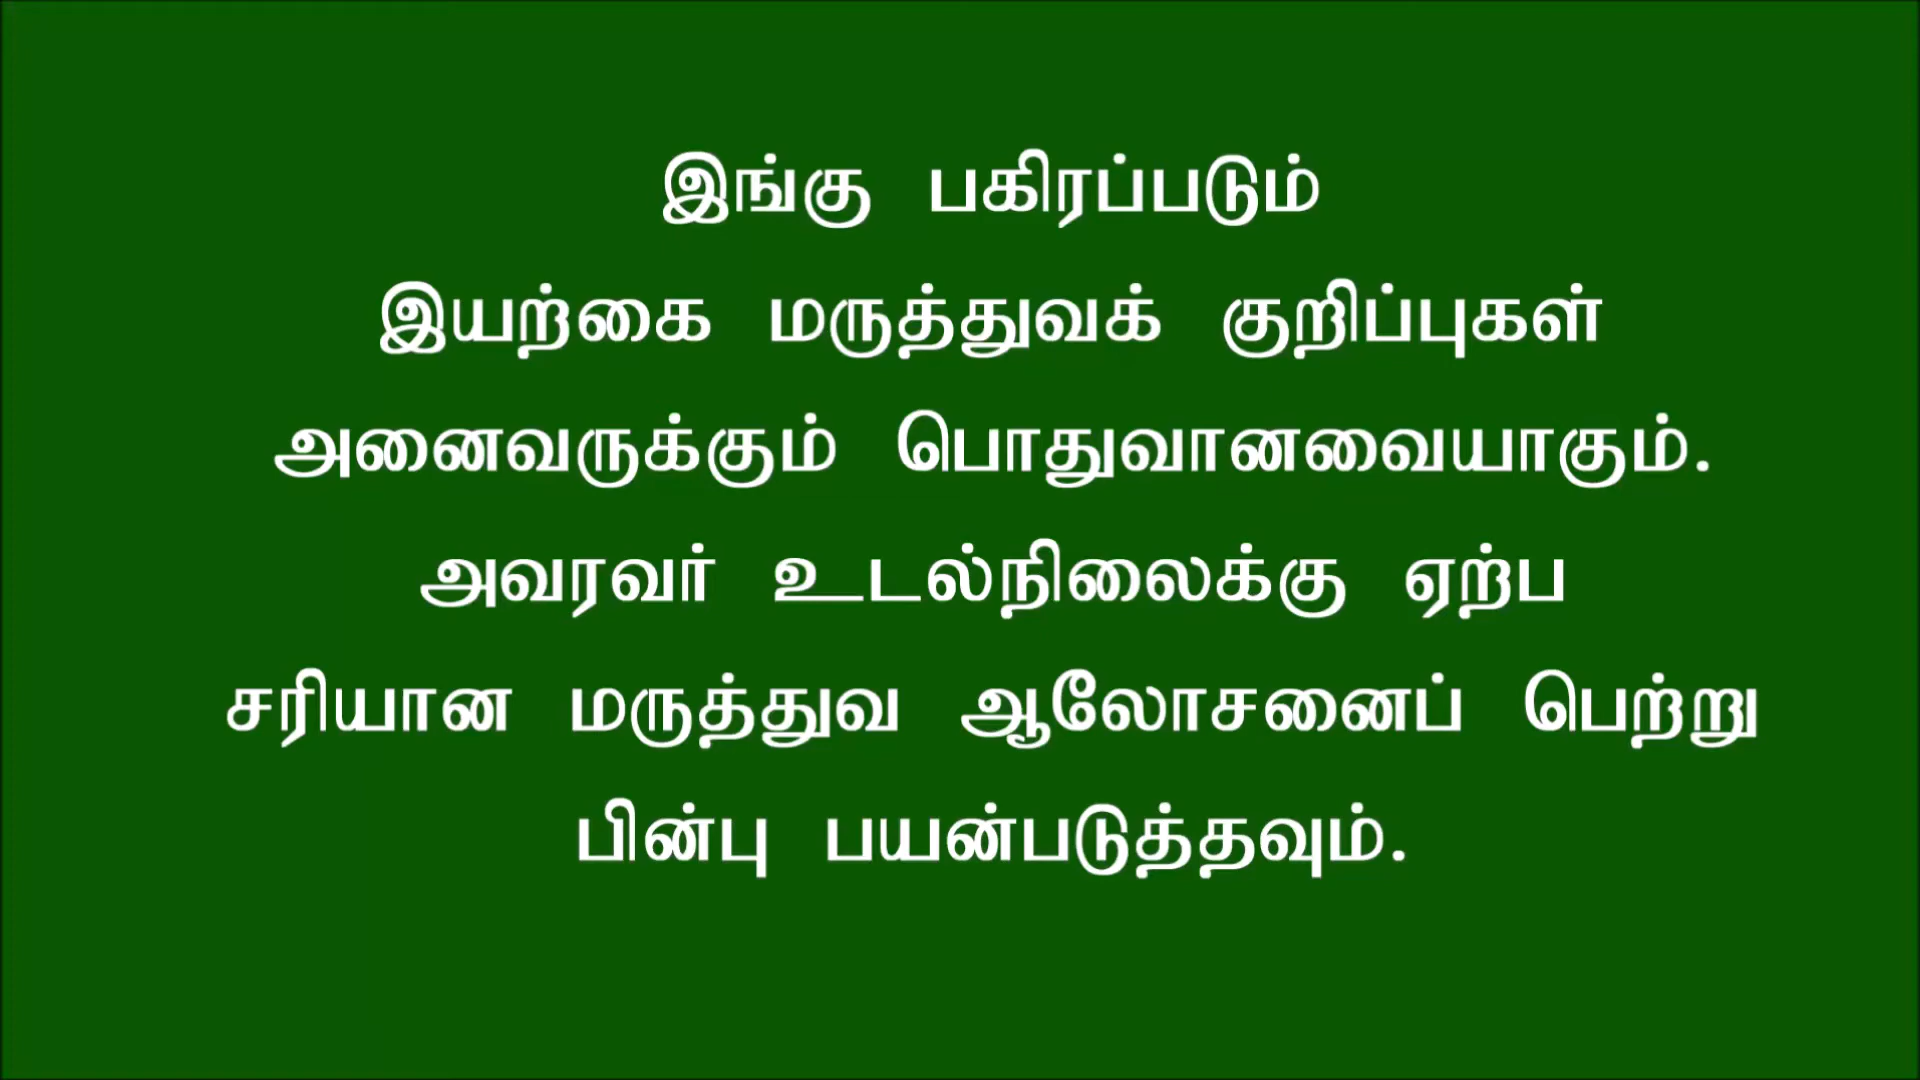 இங்கு பகிரப்படும்
இயற்கை மருத்துவக் குறிப்புகள்
அனைவருக்கும் பொதுவானவையாகும்.
அவரவர் உடல்நிலைக்கு ஏற்ப
சரியான மருத்துவ ஆலோசனைப் பெற்று
பின்பு பயன்படுத்தவும்.